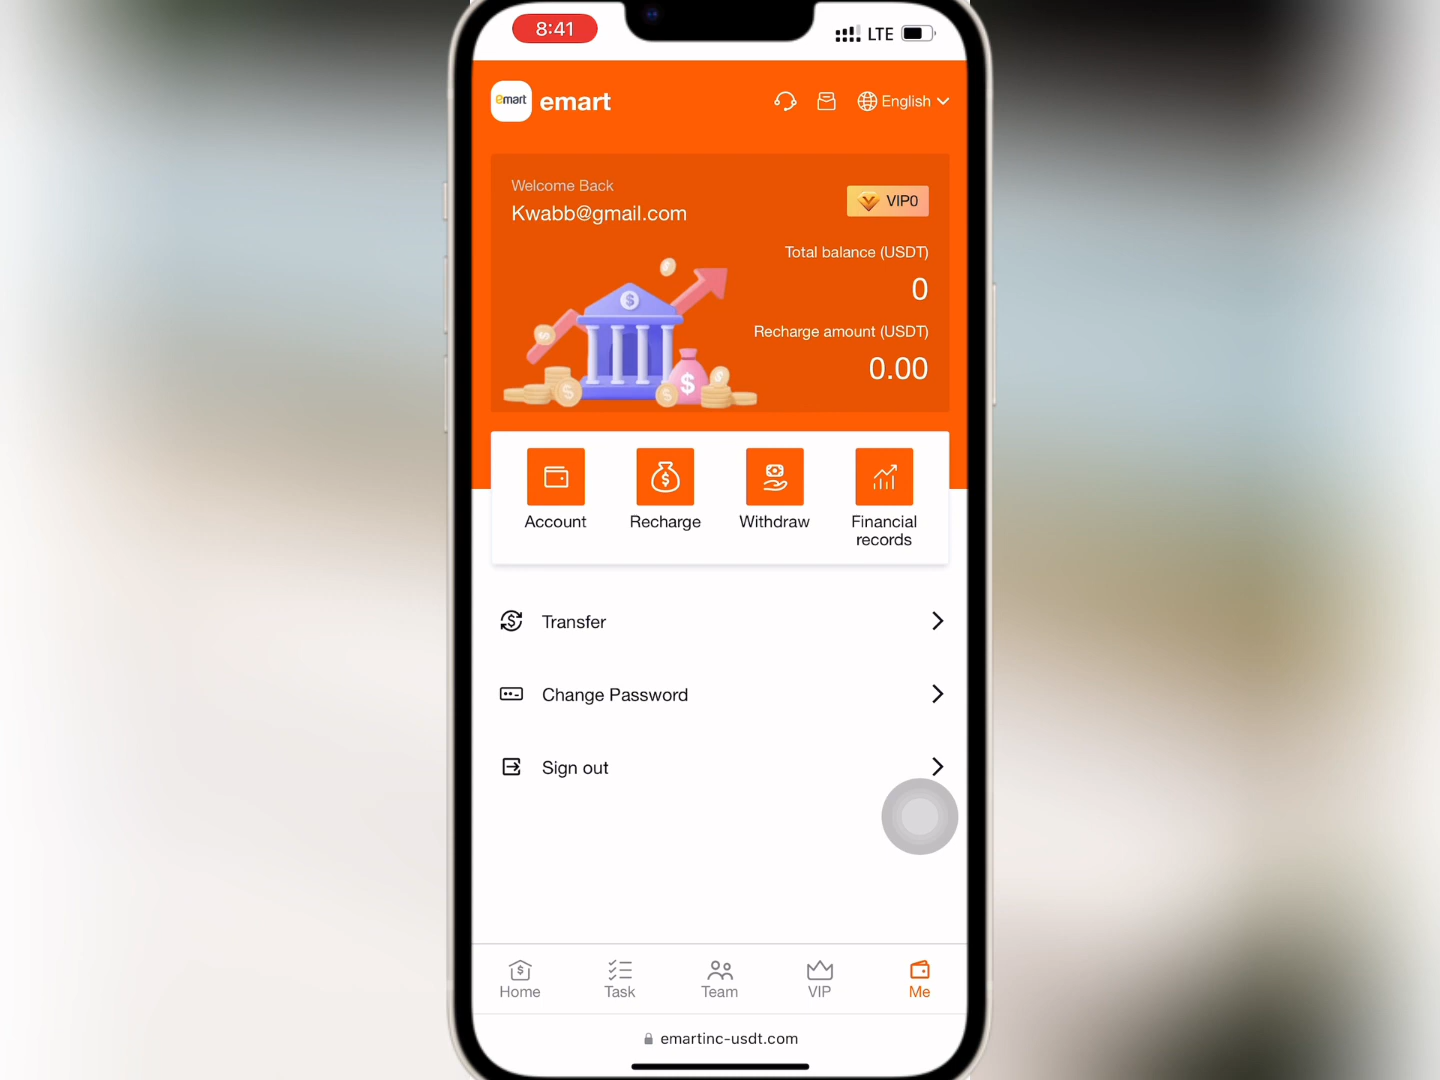 8:41
LTE
emart
emart
English
Welcome Back
Kwabb@gmail.com
VIP0
Total balance (USDT)
0
Recharge amount (USDT)
0.00
Account
Recharge
Withdraw
Financial
records
Transfer
Change Password
Sign out
Home
Task
Team
VIP
Me
emartinc-usdt.com